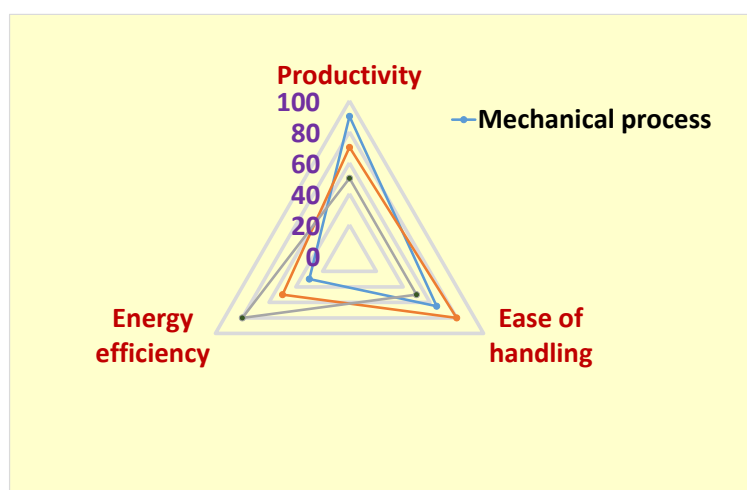 Productivity
100
80
60
40
20
0
Mechanical process
Energy
efficiency
Ease of
handling